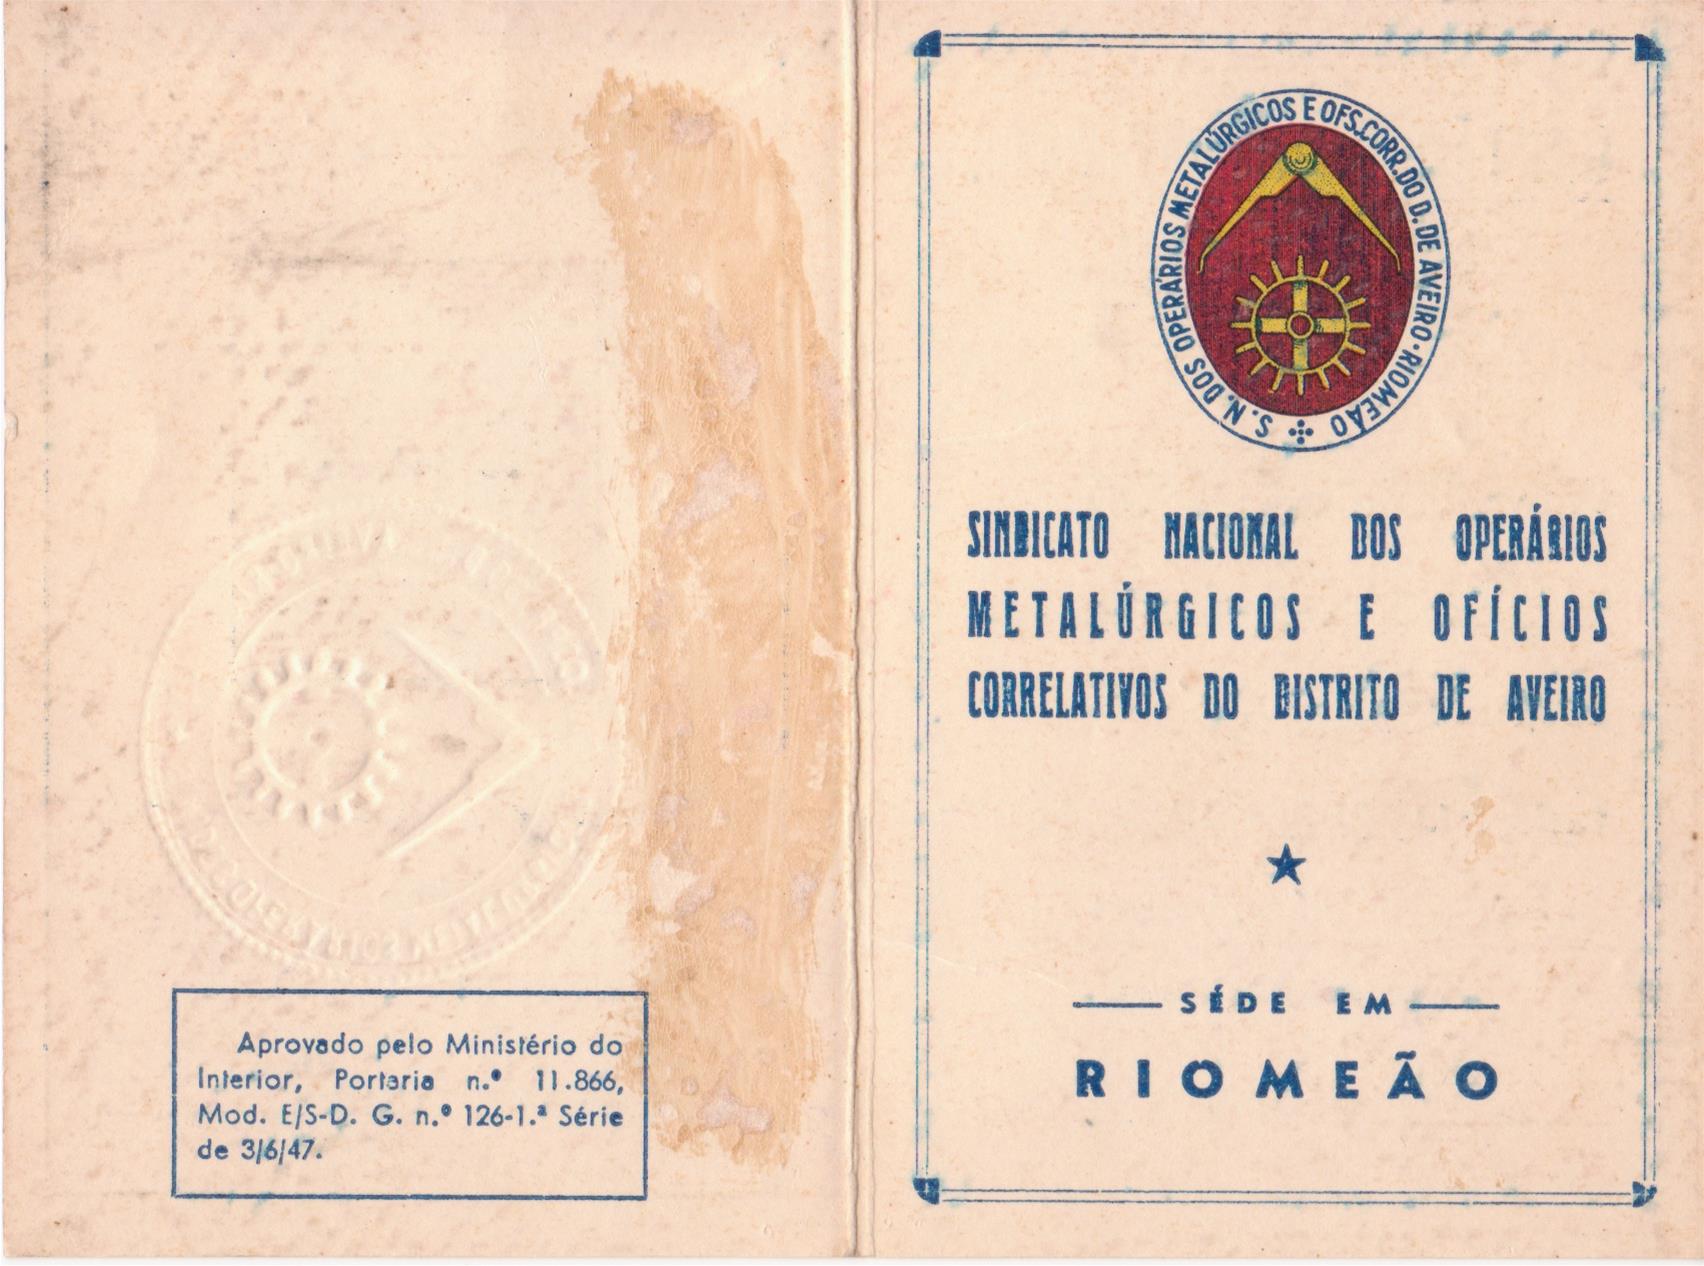 Aprovado pelo Ministério do
Interior, Portaria n.º 11.866,
Mod. E/S-D. G. n.º 126-1.ª Série
de 3/6/47.
S. N. DOS OPERÁRIOS METALÚRGICOS E OFS. CORR. DO D. DE AVEIRO · RIOMEÃO
SINDICATO NACIONAL DOS OPERÁRIOS
METALÚRGICOS E OFÍCIOS
CORRELATIVOS DO DISTRITO DE AVEIRO
SÉDE EM
RIOMEÃO